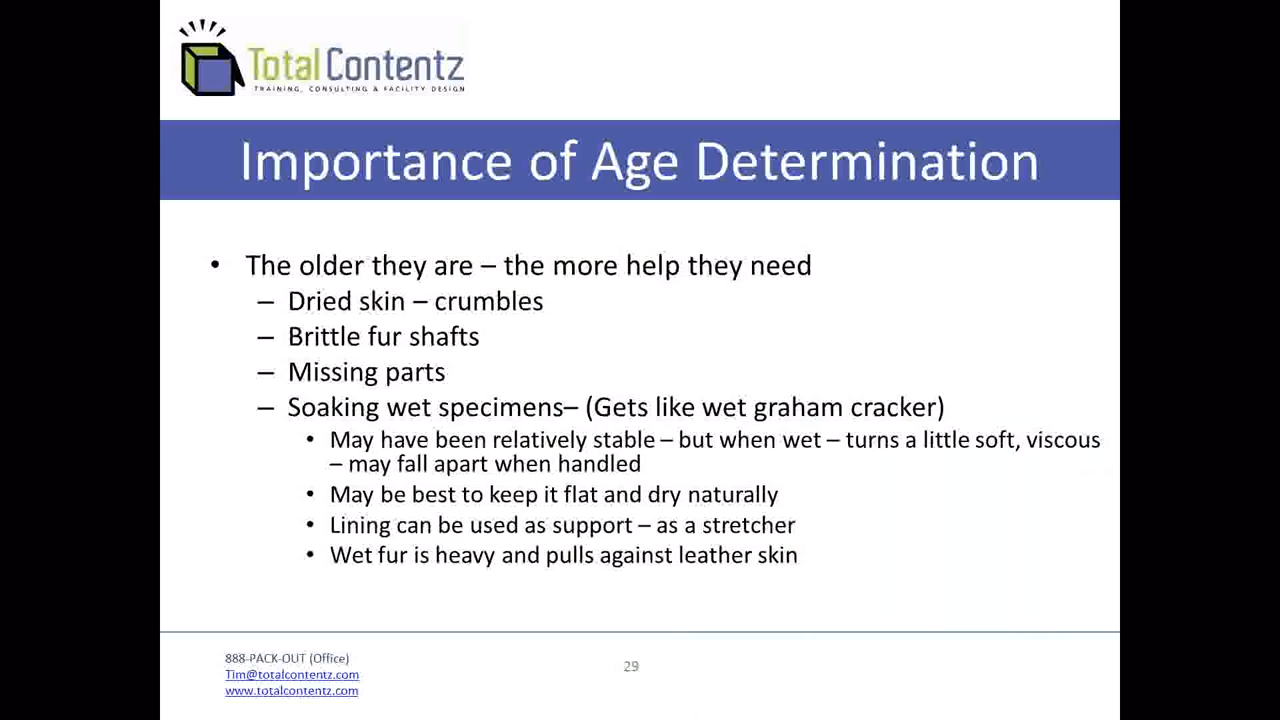 Total Contentz
TRAINING, CONSULTING & FACILITY DESIGN
Importance of Age Determination
• The older they are – the more help they need
– Dried skin – crumbles
– Brittle fur shafts
– Missing parts
– Soaking wet specimens– (Gets like wet graham cracker)
• May have been relatively stable – but when wet – turns a little soft, viscous
– may fall apart when handled
• May be best to keep it flat and dry naturally
• Lining can be used as support – as a stretcher
• Wet fur is heavy and pulls against leather skin
888-PACK-OUT (Office)
Tim@totalcontentz.com
www.totalcontentz.com
29